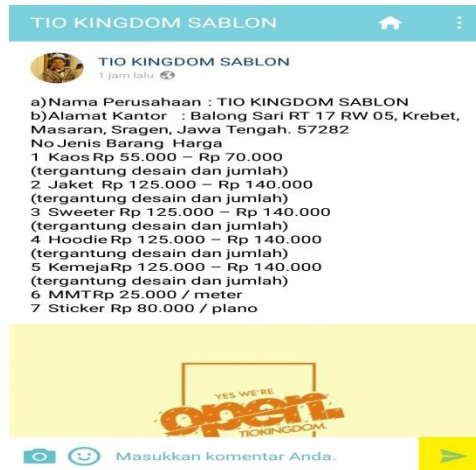 TIO KINGDOM SABLON
TIO KINGDOM SABLON
1 jam lalu
a)Nama Perusahaan : TIO KINGDOM SABLON
b)Alamat Kantor : Balong Sari RT 17 RW 05, Krebet,
Masaran, Sragen, Jawa Tengah. 57282
No Jenis Barang Harga
1 Kaos Rp 55.000 – Rp 70.000
(tergantung desain dan jumlah)
2 Jaket Rp 125.000 – Rp 140.000
(tergantung desain dan jumlah)
3 Sweeter Rp 125.000 – Rp 140.000
(tergantung desain dan jumlah)
4 Hoodie Rp 125.000 – Rp 140.000
(tergantung desain dan jumlah)
5 KemejaRp 125.000 – Rp 140.000
(tergantung desain dan jumlah)
6 MMTRp 25.000 / meter
7 Sticker Rp 80.000 / plano
YES WE'RE
open.
TIOKINGDOM.
Masukkan komentar Anda.